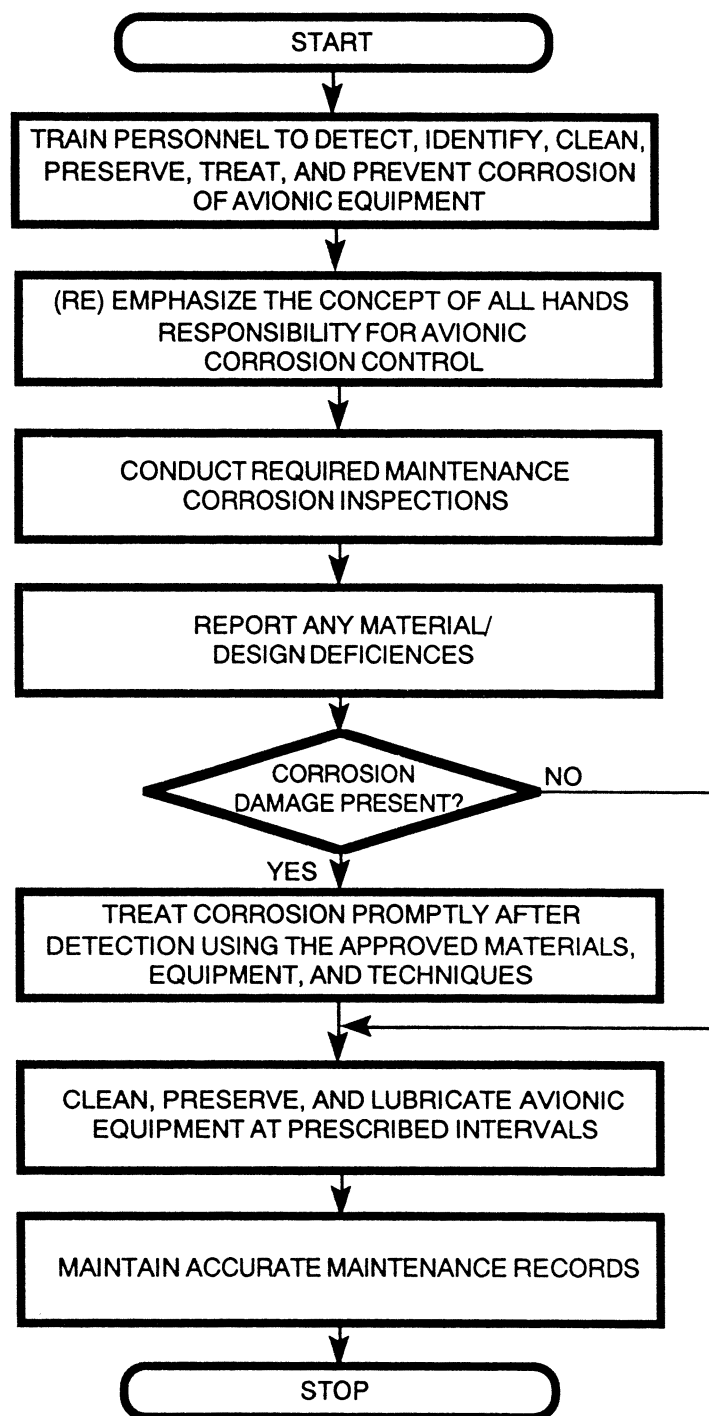 START
TRAIN PERSONNEL TO DETECT, IDENTIFY, CLEAN,
PRESERVE, TREAT, AND PREVENT CORROSION
OF AVIONIC EQUIPMENT
(RE) EMPHASIZE THE CONCEPT OF ALL HANDS
RESPONSIBILITY FOR AVIONIC
CORROSION CONTROL
CONDUCT REQUIRED MAINTENANCE
CORROSION INSPECTIONS
REPORT ANY MATERIAL/
DESIGN DEFICIENCES
CORROSION
DAMAGE PRESENT?
NO
YES
TREAT CORROSION PROMPTLY AFTER
DETECTION USING THE APPROVED MATERIALS,
EQUIPMENT, AND TECHNIQUES
CLEAN, PRESERVE, AND LUBRICATE AVIONIC
EQUIPMENT AT PRESCRIBED INTERVALS
MAINTAIN ACCURATE MAINTENANCE RECORDS
STOP